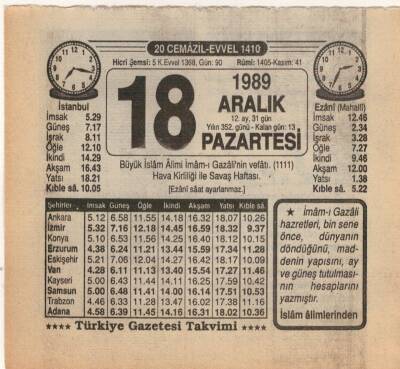 20 CEMÂZİL-EVVEL 1410
Hicrî Şemsî: 5 K.Evvel 1368, Gün: 90 Rûmî: 1405-Kasım: 41
18
1989
ARALIK
12. ay, 31 gün
Yılın 352. günü - Kalan gün: 13
PAZARTESİ
İstanbul
İmsak 5.29
Güneş 7.17
İşrak 8.11
Öğle 12.10
İkindi 14.29
Akşam 16.43
Yatsı 18.21
Kıble sâ. 10.05
Ezânî (Mahallî)
İmsak 12.46
Güneş 2.34
İşrak 3.28
Öğle 7.27
İkindi 9.46
Akşam 12.00
Yatsı 1.38
Kıble sâ. 5.22
Büyük İslâm Âlimi İmâm-ı Gazâlî'nin vefâtı. (1111)
Hava Kirliliği ile Savaş Haftası.
[Ezânî sâat ayarlanmaz.]
Şehirler İmsak Güneş Öğle İkindi Akşam Yatsı Kıble sâ.
Ankara 5.12 6.58 11.55 14.18 16.32 18.07 10.26
İzmir 5.32 7.16 12.18 14.45 16.59 18.32 9.37
Konya 5.10 6.53 11.56 14.25 16.40 18.12 10.15
Erzurum 4.38 6.24 11.21 13.44 15.59 17.34 11.28
Eskişehir 5.21 7.06 12.04 14.27 16.42 18.17 10.09
Van 4.28 6.11 11.13 13.40 15.54 17.27 11.46
Kayseri 5.00 6.43 11.44 14.11 16.25 17.59 10.42
Samsun 5.00 6.48 11.41 14.00 16.14 17.51 10.53
Trabzon 4.46 6.33 11.28 13.47 16.02 17.38 11.16
Adana 4.58 6.39 11.45 14.16 16.31 18.02 10.36
★ İmâm-ı Gazâlî
hazretleri, bin sene
önce, dünyanın
döndüğünü, mad-
denin yapısını, ay
ve güneş tutulması-
nın hesaplarını
yazmıştır.
İslâm âlimlerinden
★★★★ Türkiye Gazetesi Takvimi ★★★★